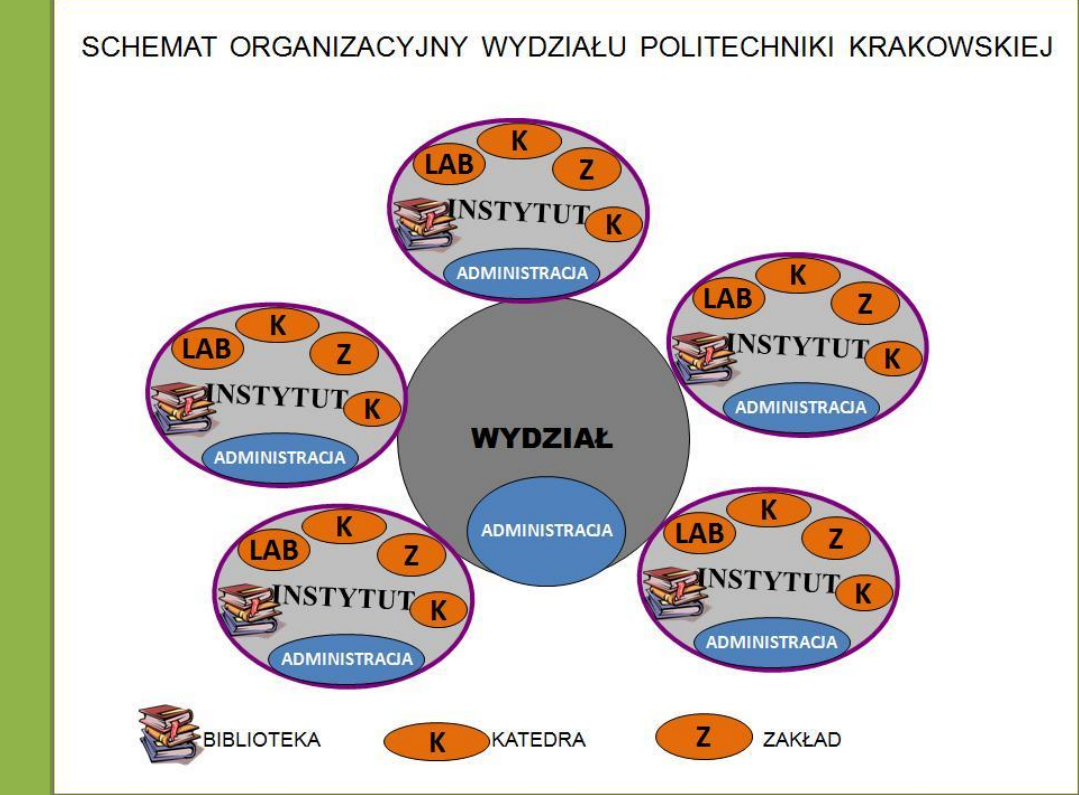 SCHEMAT ORGANIZACYJNY WYDZIAŁU POLITECHNIKI KRAKOWSKIEJ
K
LAB
Z
INSTYTUT
K
ADMINISTRACJA
K
LAB
Z
INSTYTUT
K
ADMINISTRACJA
K
LAB
Z
INSTYTUT
K
ADMINISTRACJA
WYDZIAŁ
ADMINISTRACJA
K
LAB
Z
INSTYTUT
K
ADMINISTRACJA
K
LAB
Z
INSTYTUT
K
ADMINISTRACJA
BIBLIOTEKA
K KATEDRA
Z ZAKŁAD